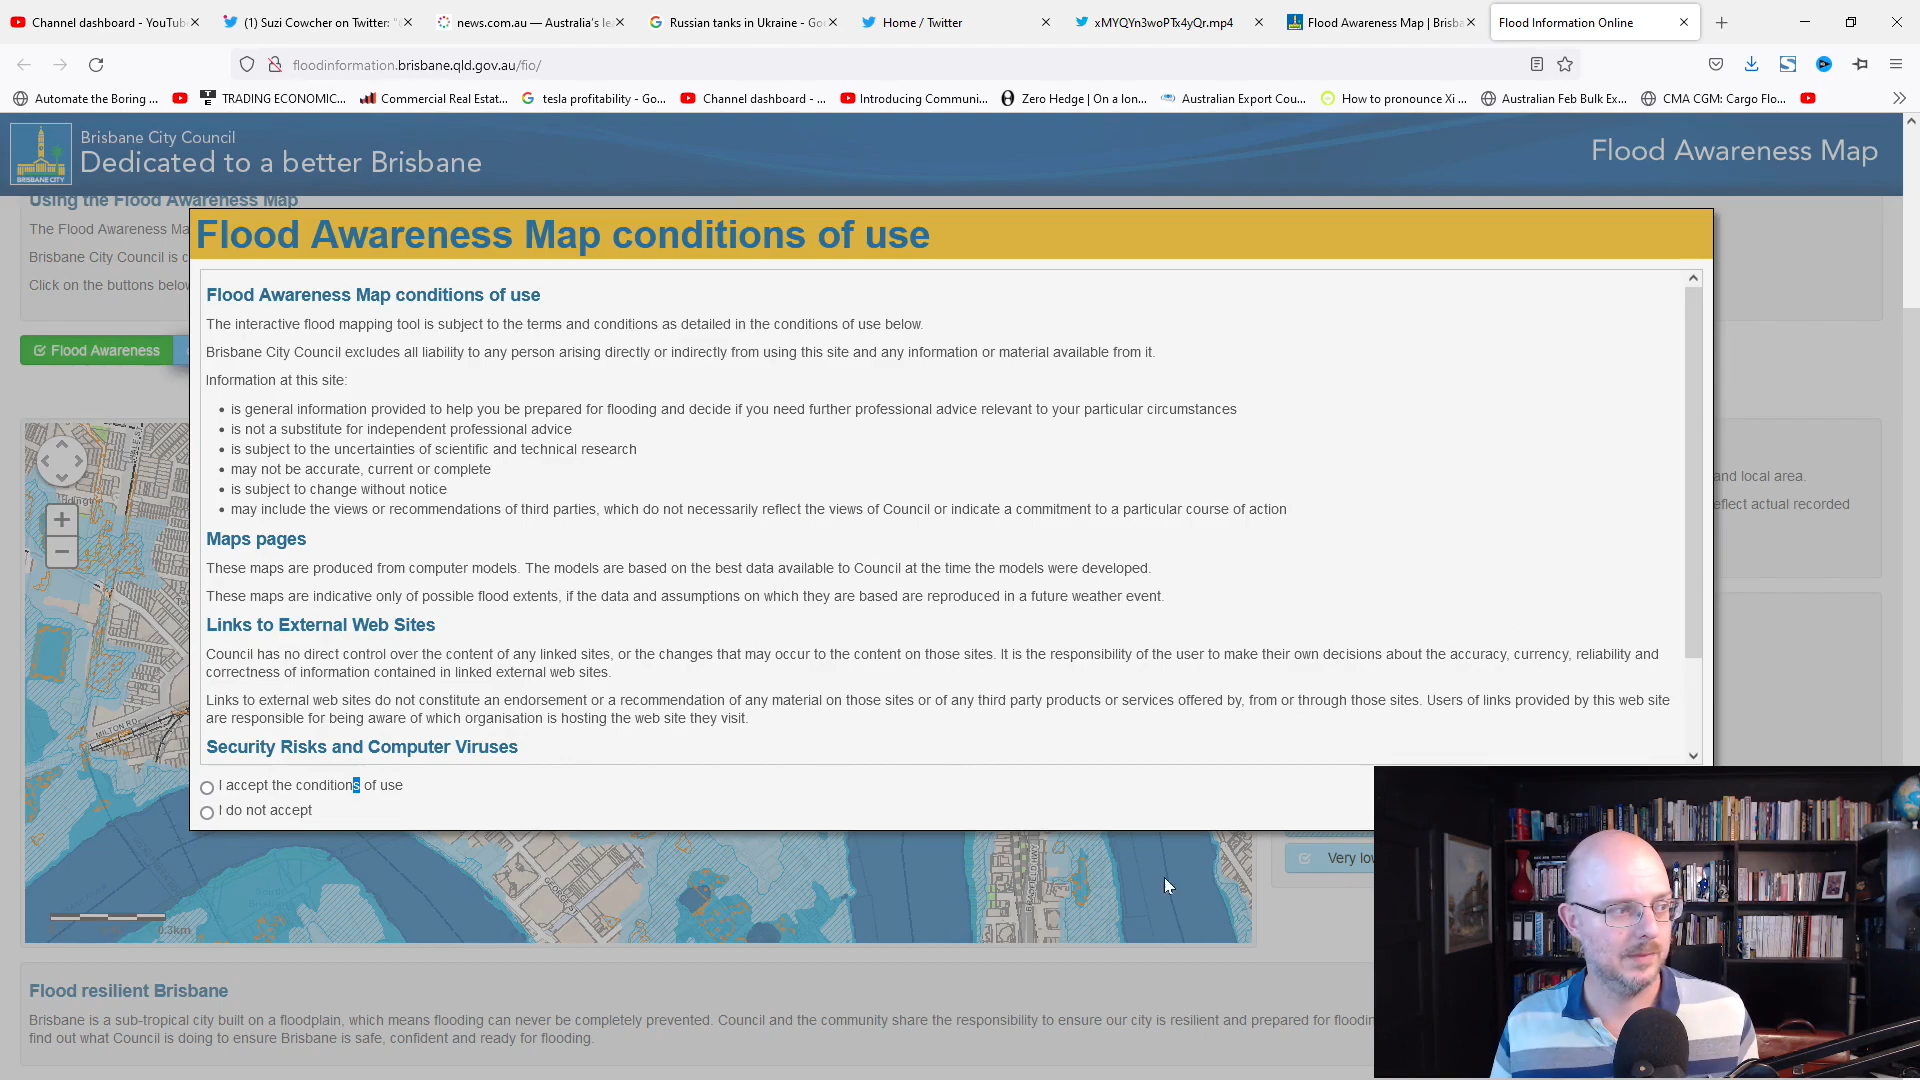 Channel dashboard - YouTub
(1) Suzi Cowcher on Twitter: "
news.com.au — Australia's le
Russian tanks in Ukraine - Go
Home / Twitter
xMYQYn3woPTx4yQr.mp4
Flood Awareness Map | Brisb
Flood Information Online
floodinformation.brisbane.qld.gov.au/fio/
Automate the Boring ...
TRADING ECONOMIC...
Commercial Real Estat...
tesla profitability - Go...
Channel dashboard - ...
Introducing Communi...
Zero Hedge | On a lon...
Australian Export Cou...
How to pronounce Xi ...
Australian Feb Bulk Ex...
CMA CGM: Cargo Flo...
Brisbane City Council
Dedicated to a better Brisbane
BRISBANE CITY
Flood Awareness Map
Using the Flood Awareness Map
The Flood Awareness Ma
Brisbane City Council is c
Click on the buttons below
Flood Awareness
Flood Awareness Map conditions of use
Flood Awareness Map conditions of use
The interactive flood mapping tool is subject to the terms and conditions as detailed in the conditions of use below.
Brisbane City Council excludes all liability to any person arising directly or indirectly from using this site and any information or material available from it.
Information at this site:
• is general information provided to help you be prepared for flooding and decide if you need further professional advice relevant to your particular circumstances
• is not a substitute for independent professional advice
• is subject to the uncertainties of scientific and technical research
• may not be accurate, current or complete
• is subject to change without notice
• may include the views or recommendations of third parties, which do not necessarily reflect the views of Council or indicate a commitment to a particular course of action
Maps pages
These maps are produced from computer models. The models are based on the best data available to Council at the time the models were developed.
These maps are indicative only of possible flood extents, if the data and assumptions on which they are based are reproduced in a future weather event.
Links to External Web Sites
Council has no direct control over the content of any linked sites, or the changes that may occur to the content on those sites. It is the responsibility of the user to make their own decisions about the accuracy, currency, reliability and
correctness of information contained in linked external web sites.
Links to external web sites do not constitute an endorsement or a recommendation of any material on those sites or of any third party products or services offered by, from or through those sites. Users of links provided by this web site
are responsible for being aware of which organisation is hosting the web site they visit.
Security Risks and Computer Viruses
I accept the conditions of use
I do not accept
and local area.
eflect actual recorded
MILTON RD
GEORGE ST
0.3km
Very lo
Flood resilient Brisbane
Brisbane is a sub-tropical city built on a floodplain, which means flooding can never be completely prevented. Council and the community share the responsibility to ensure our city is resilient and prepared for floodin
find out what Council is doing to ensure Brisbane is safe, confident and ready for flooding.